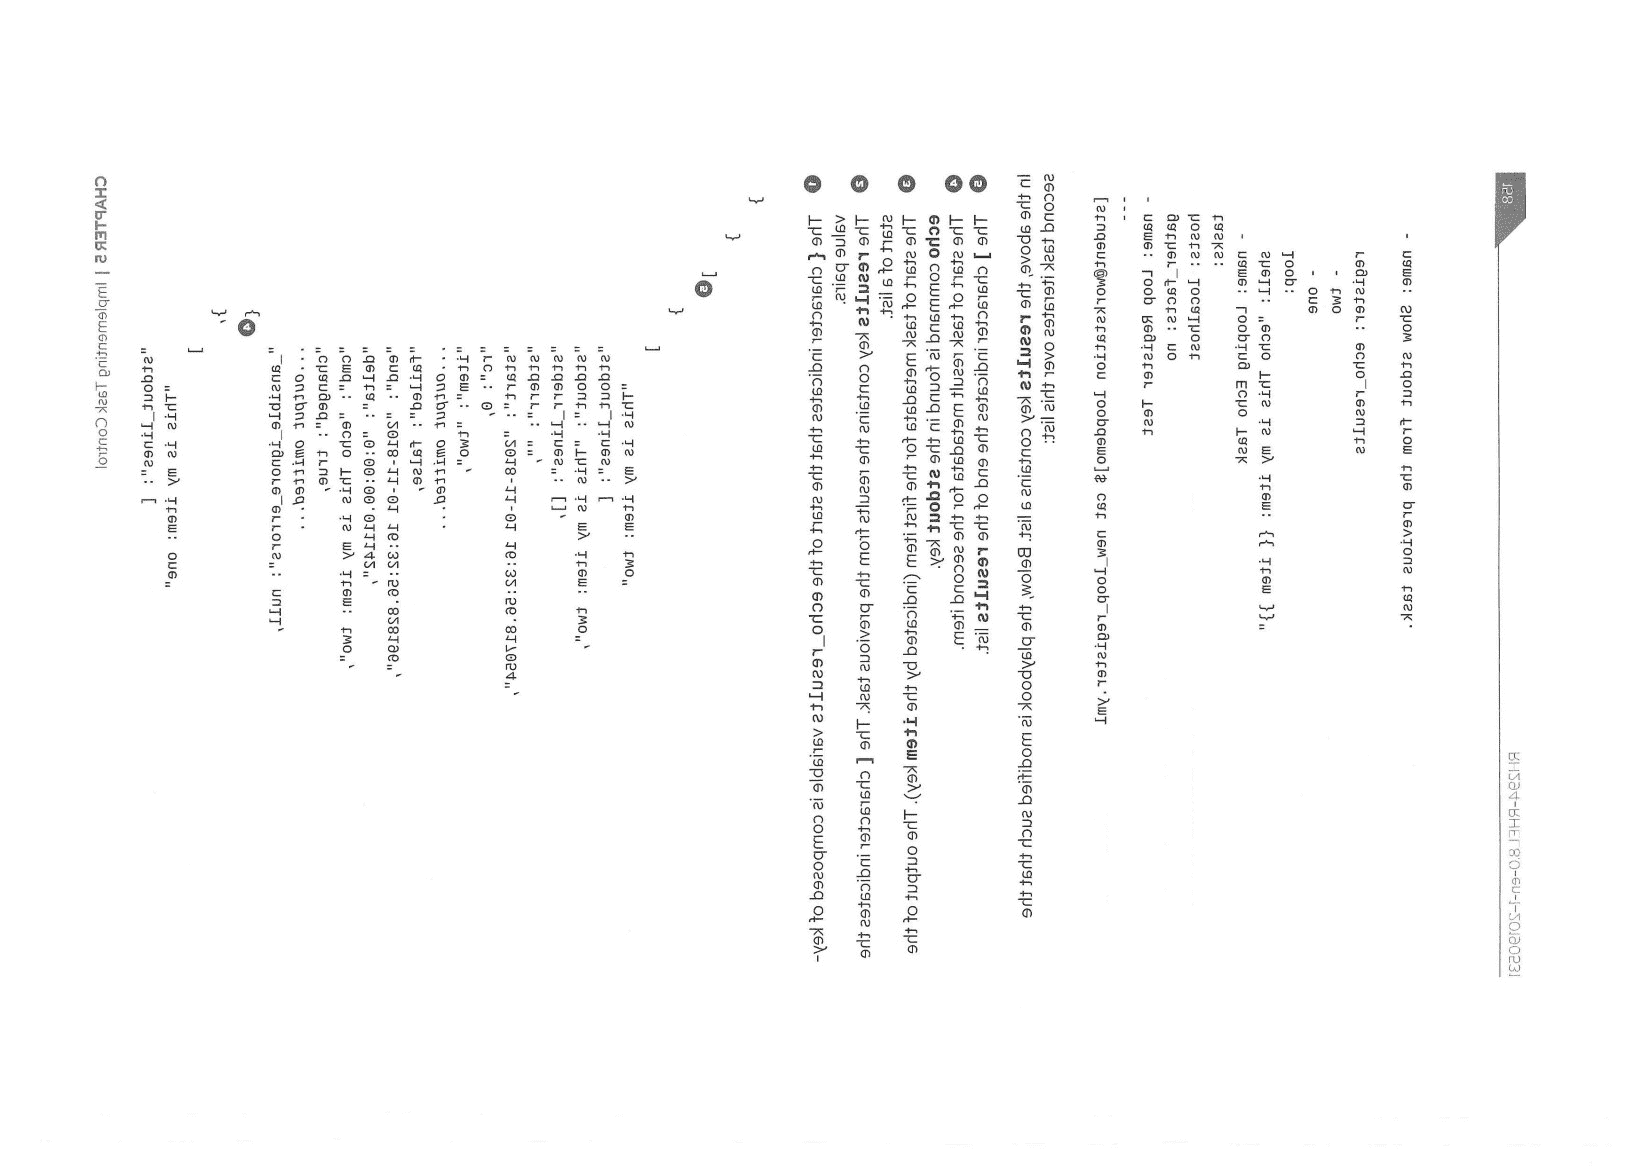 CHAPTER 5 | Implementing Task Control
"stdout_lines": [
"This is my item: one"
]
},
{ 4
"_ansible_ignore_errors": null,
...output omitted...
"changed": true,
"cmd": "echo This is my item: two",
"delta": "0:00:00.011142",
"end": "2018-11-01 16:32:56.828196",
"failed": false,
...output omitted...
"item": "two",
"rc": 0,
"start": "2018-11-01 16:32:56.817054",
"stderr": "",
"stderr_lines": [],
"stdout": "This is my item: two",
"stdout_lines": [
"This is my item: two"
]
}
] 5
}
}
1 The { character indicates that the start of the echo_results variable is composed of key-
value pairs.
2 The results key contains the results from the previous task. The [ character indicates the
start of a list.
3 The start of task metadata for the first item (indicated by the item key). The output of the
echo command is found in the stdout key.
4 The start of task result metadata for the second item.
5 The ] character indicates the end of the results list.
In the above, the results key contains a list. Below, the playbook is modified such that the
second task iterates over this list:
[student@workstation loopdemo]$ cat new_loop_register.yml
---
- name: Loop Register Test
gather_facts: no
hosts: localhost
tasks:
- name: Looping Echo Task
shell: "echo This is my item: {{ item }}"
loop:
- one
- two
register: echo_results
- name: Show stdout from the previous task.
158 RH294-RHEL8.0-en-1-20190531